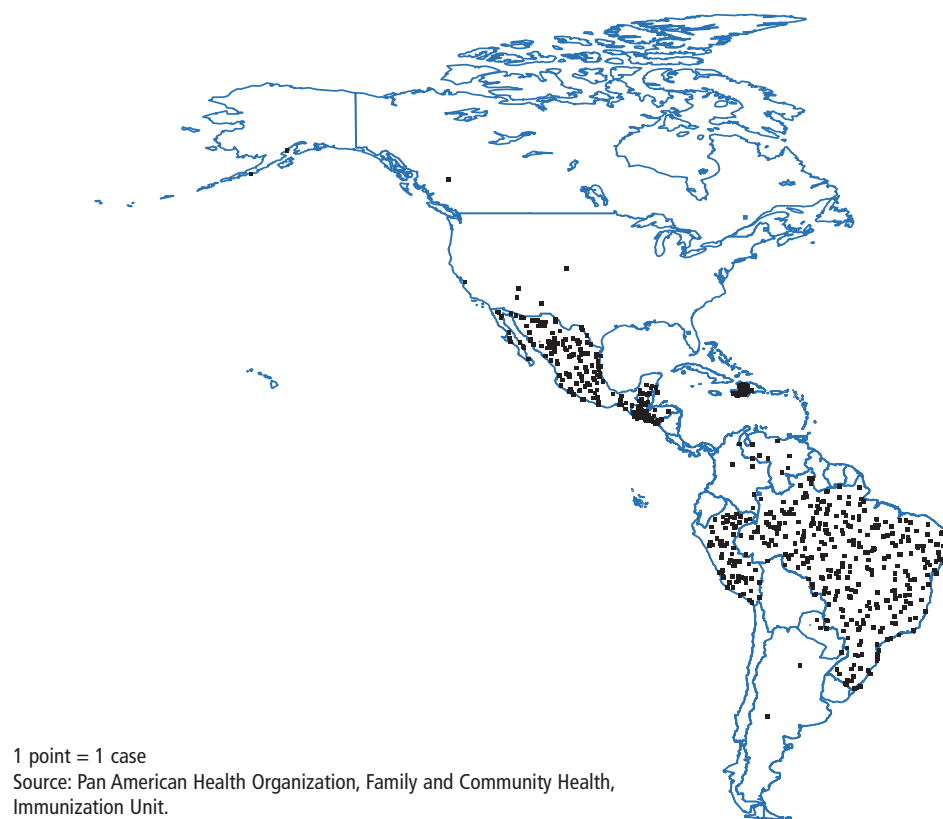 1 point = 1 case
Source: Pan American Health Organization, Family and Community Health,
Immunization Unit.